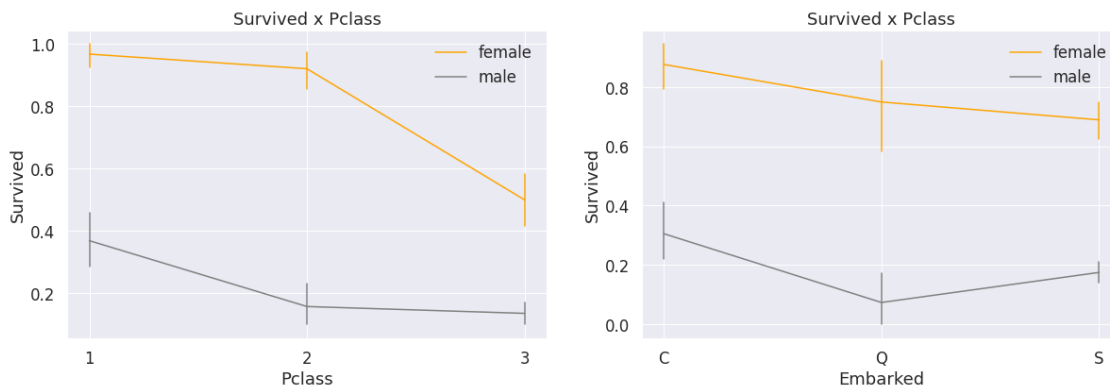 Survived x Pclass
1.0
0.8
0.6
0.4
0.2
Survived
female
male
1 2 3
Pclass
Survived x Pclass
0.8
0.6
0.4
0.2
0.0
Survived
female
male
C Q S
Embarked